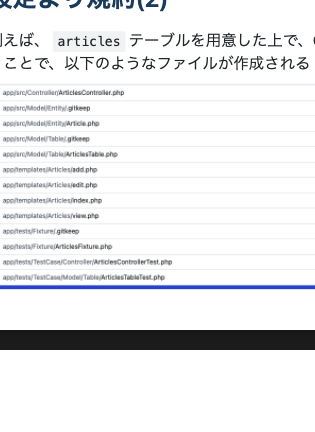 設定より規約(2)
例えば、 articles テーブルを用意した上で、
ことで、以下のようなファイルが作成される
app/src/Controller/ArticlesController.php
app/src/Model/Entity/.gitkeep
app/src/Model/Entity/Article.php
app/src/Model/Table/.gitkeep
app/src/Model/Table/ArticlesTable.php
app/templates/Articles/add.php
app/templates/Articles/edit.php
app/templates/Articles/index.php
app/templates/Articles/view.php
app/tests/Fixture/.gitkeep
app/tests/Fixture/ArticlesFixture.php
app/tests/TestCase/Controller/ArticlesControllerTest.php
app/tests/TestCase/Model/Table/ArticlesTableTest.php